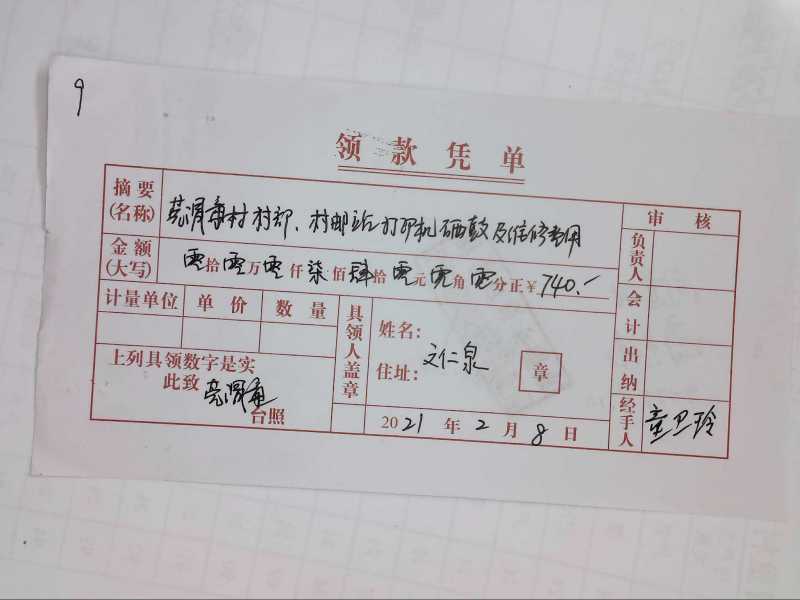 9
领款凭单
摘要(名称) 村村部、村邮站打印机硒鼓及维修费用
审核
金额(大写) 零拾零万零仟柒佰肆拾零元零角零分正¥740.-
负责人
计量单位 单价 数量
具领人盖章
姓名:
住址:
文仁泉
章
会计
出纳
上列具领数字是实
此致
台照
2021年2月8日
经手人 童卫玲